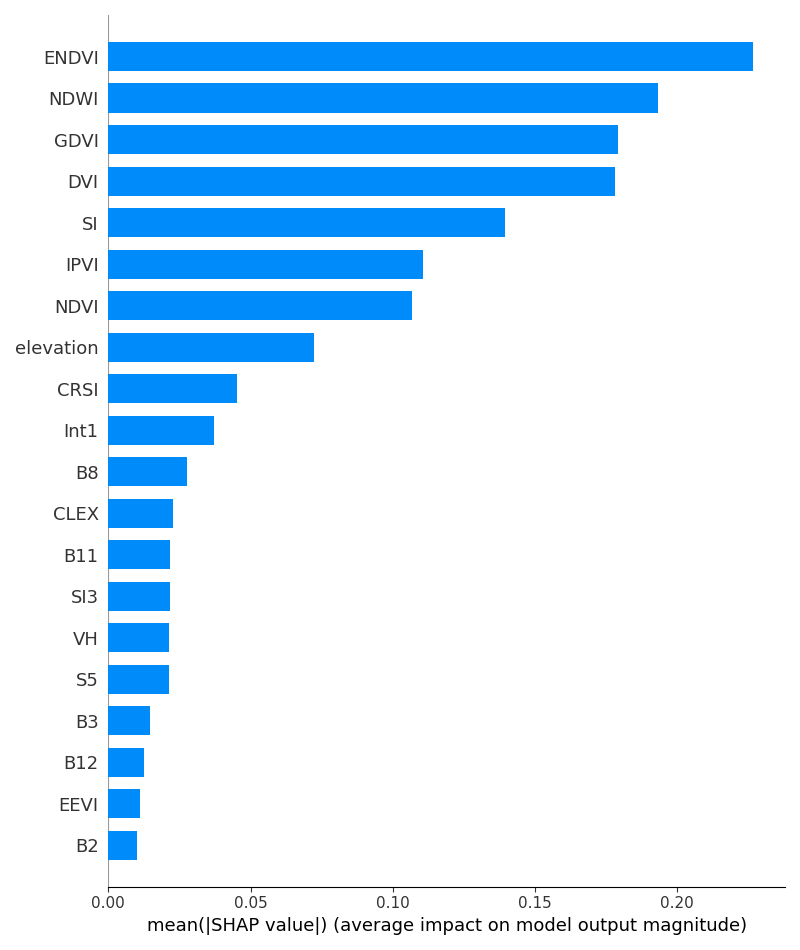 ENDVI
NDWI
GDVI
DVI
SI
IPVI
NDVI
elevation
CRSI
Int1
B8
CLEX
B11
SI3
VH
S5
B3
B12
EEVI
B2
0.00 0.05 0.10 0.15 0.20
mean(|SHAP value|) (average impact on model output magnitude)